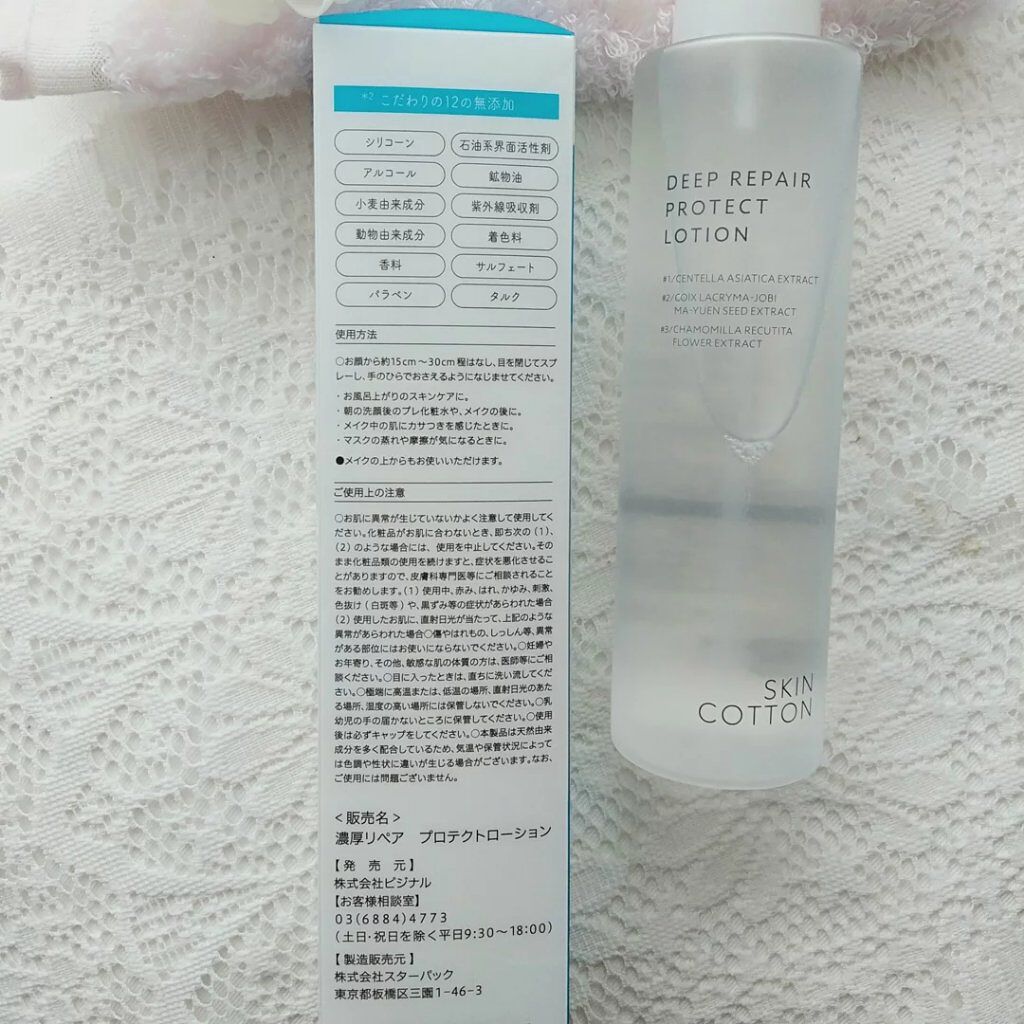 *2 こだわりの12の無添加
シリコーン 石油系界面活性剤
アルコール 鉱物油
小麦由来成分 紫外線吸収剤
動物由来成分 着色料
香料 サルフェート
パラベン タルク
使用方法
○お顔から約15cm～30cm程はなし、目を閉じてスプ
レーし、手のひらでおさえるようになじませてください。
・お風呂上がりのスキンケアに。
・朝の洗顔後のプレ化粧水や、メイクの後に。
・メイク中の肌にカサつきを感じたときに。
・マスクの蒸れや摩擦が気になるときに。
●メイクの上からもお使いいただけます。
ご使用上の注意
○お肌に異常が生じていないかよく注意して使用してく
ださい。化粧品がお肌に合わないとき、即ち次の(1)、
(2)のような場合には、使用を中止してください。その
まま化粧品類の使用を続けますと、症状を悪化させるこ
とがありますので、皮膚科専門医等にご相談されること
をお勧めします。(1)使用中、赤み、はれ、かゆみ、刺激、
色抜け(白斑等)や、黒ずみ等の症状があらわれた場合
(2)使用したお肌に、直射日光が当たって、上記のような
異常があらわれた場合○傷やはれもの、しっしん等、異常
がある部位にはお使いにならないでください。○妊婦や
お年寄り、その他、敏感な肌の体質の方は、医師等にご相
談ください。○目に入ったときは、直ちに洗い流してくだ
さい。○極端に高温または、低温の場所、直射日光のあた
る場所、湿度の高い場所には保管しないでください。○乳
幼児の手の届かないところに保管してください。○使用
後は必ずキャップをしてください。○本製品は天然由来
成分を多く配合しているため、気温や保管状況によって
は色調や性状に違いが生じる場合がございます。なお、
ご使用には問題ございません。
<販売名>
濃厚リペア プロテクトローション
【発 売 元】
株式会社ビジナル
【お客様相談室】
03(6884)4773
(土日・祝日を除く平日9:30～18:00)
【製造販売元】
株式会社スターパック
東京都板橋区三園1-46-3
DEEP REPAIR
PROTECT
LOTION
#1/CENTELLA ASIATICA EXTRACT
#2/COIX LACRYMA-JOBI
MA-YUEN SEED EXTRACT
#3/CHAMOMILLA RECUTITA
FLOWER EXTRACT
SKIN
COTTON